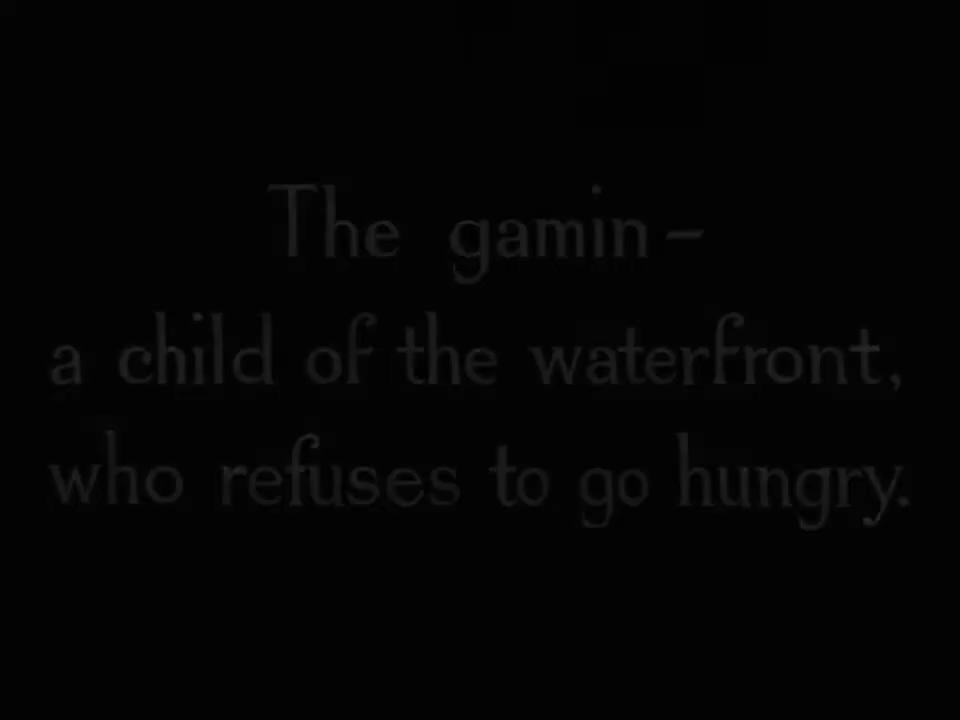 The gamin –
a child of the waterfront,
who refuses to go hungry.